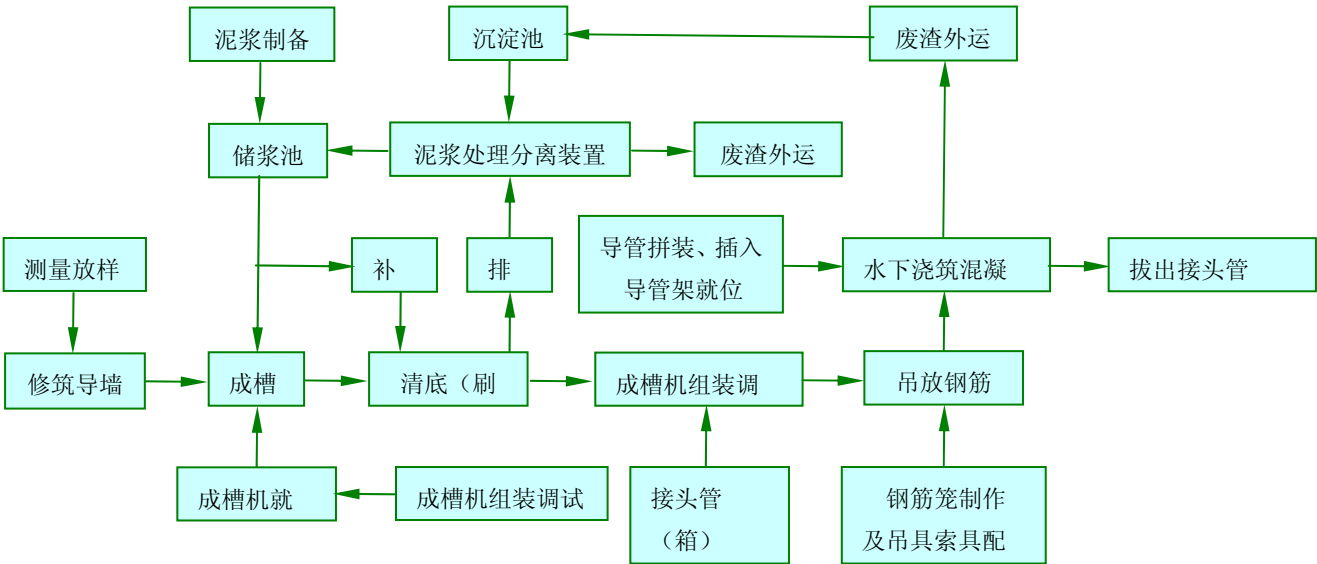 泥浆制备
沉淀池
废渣外运
储浆池
泥浆处理分离装置
废渣外运
测量放样
补
排
导管拼装、插入
导管架就位
水下浇筑混凝
拔出接头管
修筑导墙
成槽
清底（刷
成槽机组装调
吊放钢筋
成槽机就
成槽机组装调试
接头管
（箱）
钢筋笼制作
及吊具索具配